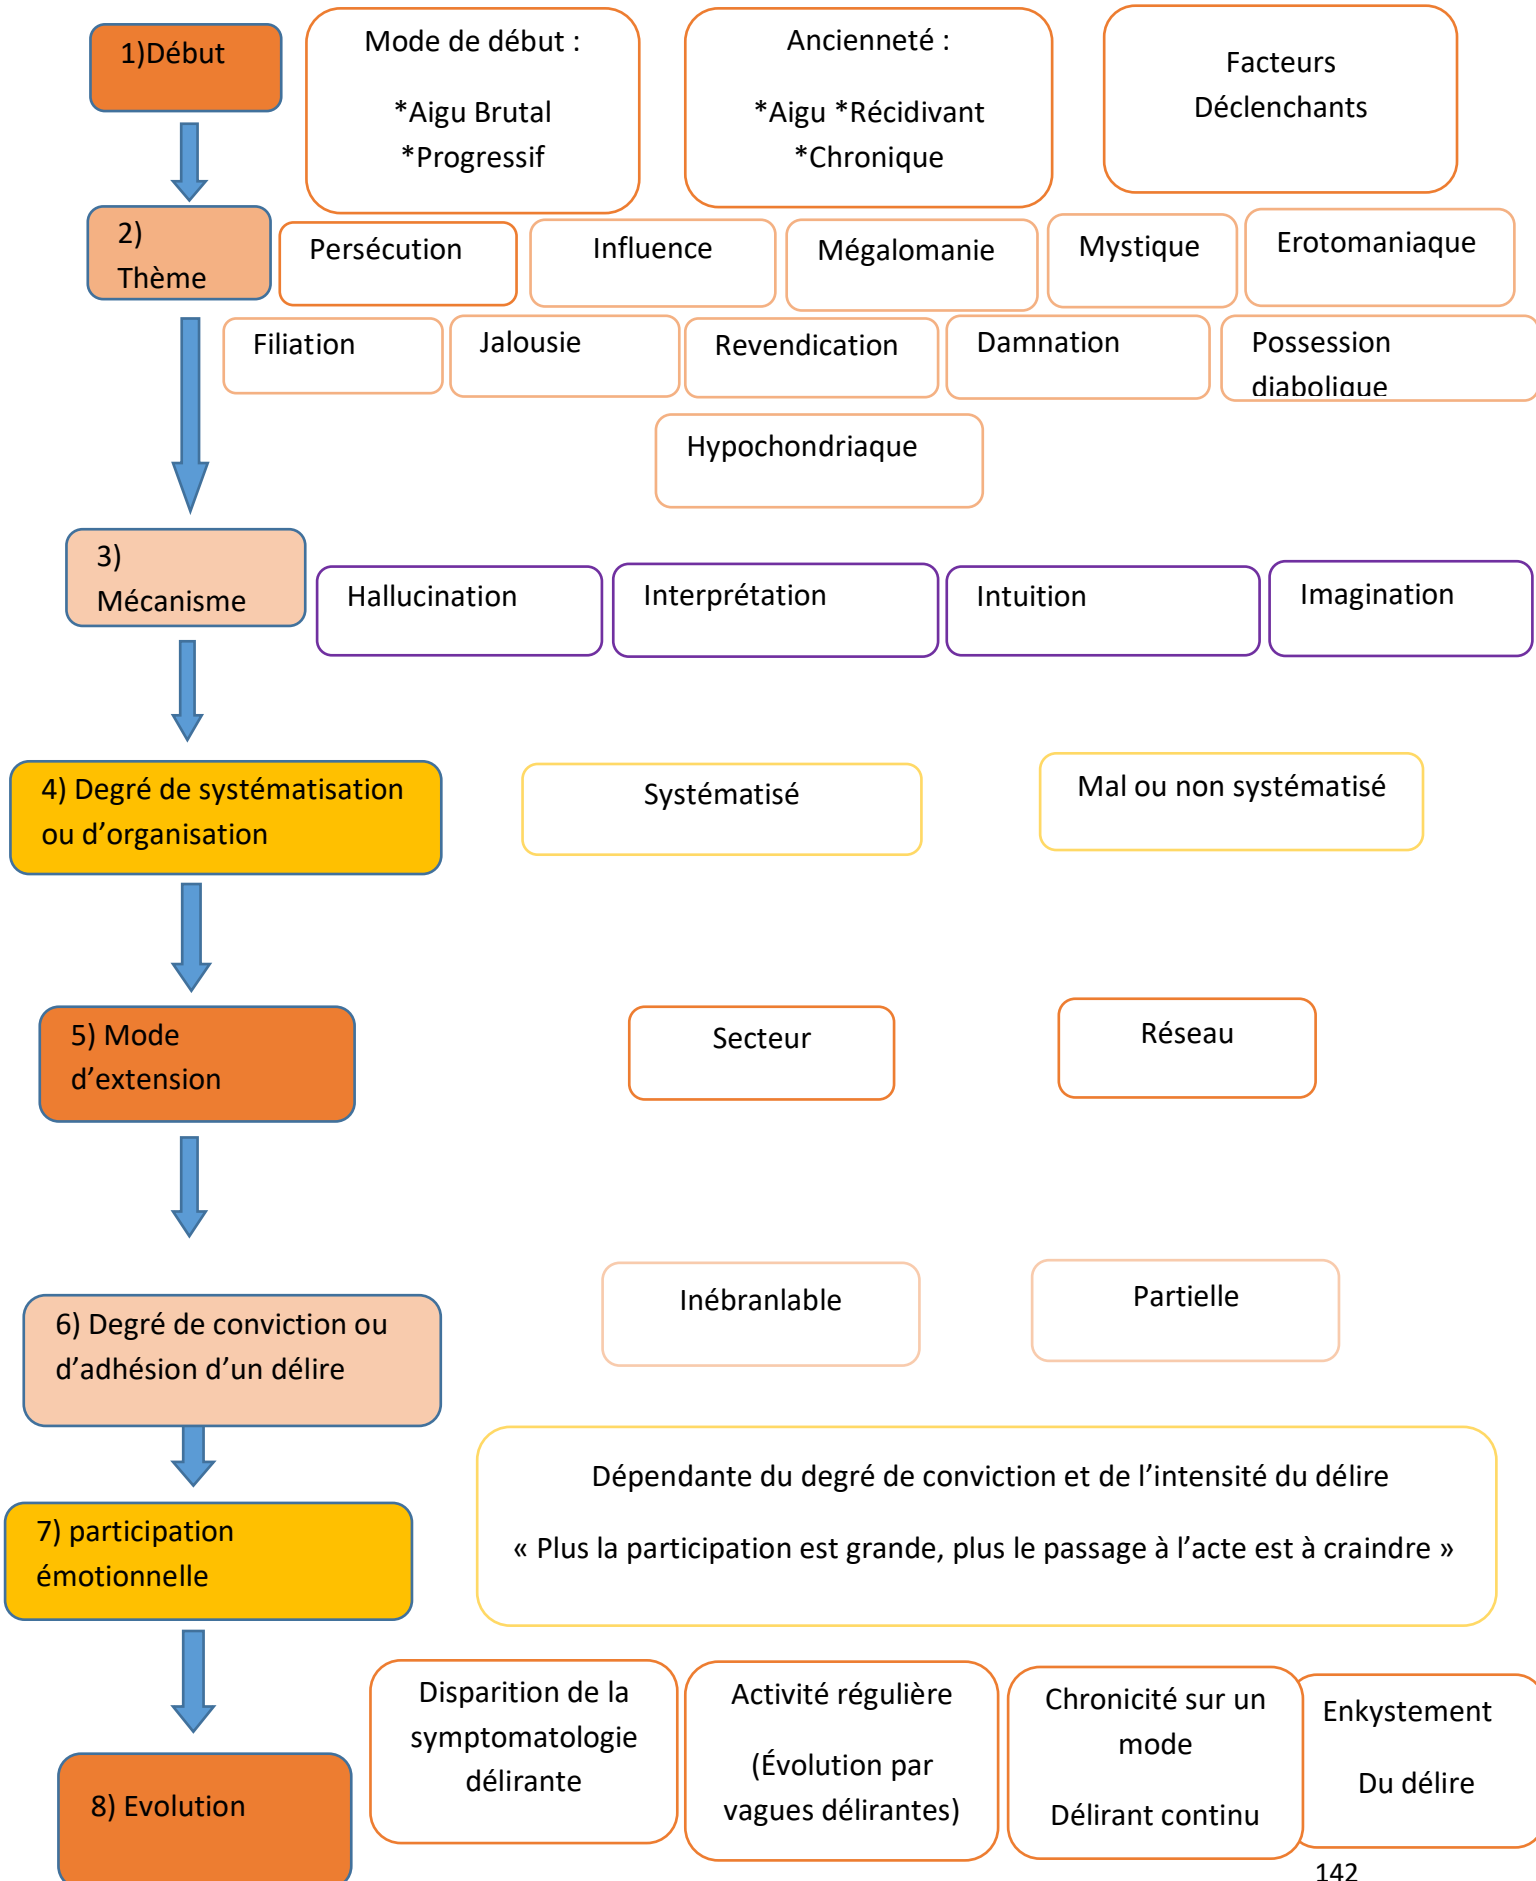 1)Début
Mode de début :
*Aigu Brutal
*Progressif
Ancienneté :
*Aigu *Récidivant
*Chronique
Facteurs
Déclenchants
2)
Thème
Persécution
Influence
Mégalomanie
Mystique
Erotomaniaque
Filiation
Jalousie
Revendication
Damnation
Possession
diabolique
Hypochondriaque
3)
Mécanisme
Hallucination
Interprétation
Intuition
Imagination
4) Degré de systématisation
ou d’organisation
Systématisé
Mal ou non systématisé
5) Mode
d’extension
Secteur
Réseau
6) Degré de conviction ou
d’adhésion d’un délire
Inébranlable
Partielle
7) participation
émotionnelle
Dépendante du degré de conviction et de l’intensité du délire
« Plus la participation est grande, plus le passage à l’acte est à craindre »
8) Evolution
Disparition de la
symptomatologie
délirante
Activité régulière
(Évolution par
vagues délirantes)
Chronicité sur un
mode
Délirant continu
Enkystement
Du délire
142